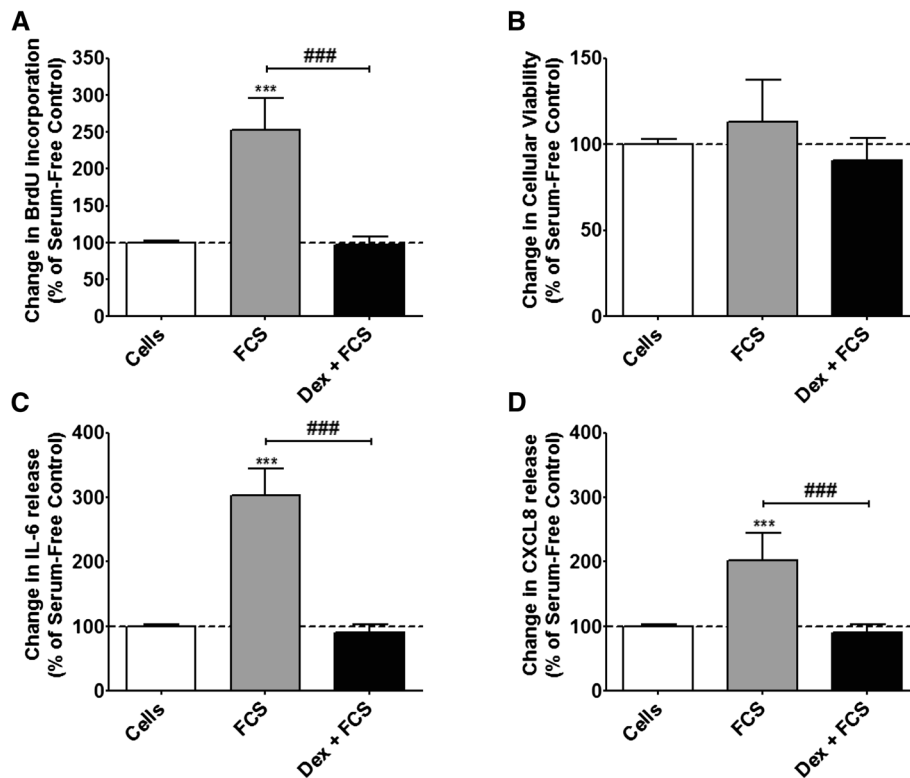 A
Change in BrdU incorporation
(% of Serum-Free Control)
350
300
250
200
150
100
50
0
***
###
Cells
FCS
Dex + FCS
B
Change in Cellular Viability
(% of Serum-Free Control)
150
100
50
0
Cells
FCS
Dex + FCS
C
Change in IL-6 release
(% of Serum-Free Control)
400
300
200
100
0
***
###
Cells
FCS
Dex + FCS
D
Change in CXCL8 release
(% of Serum-Free Control)
400
300
200
100
0
***
###
Cells
FCS
Dex + FCS